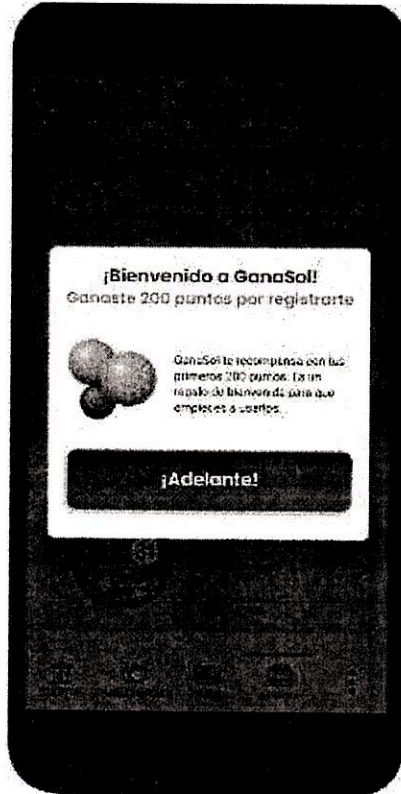 ¡Bienvenido a GanaSol!
Ganaste 200 puntos por registrarte
GanaSol te recompensa con tus
primeros 200 puntos. Es un
regalo de bienvenida para que
empieces a usarlos.
¡Adelante!